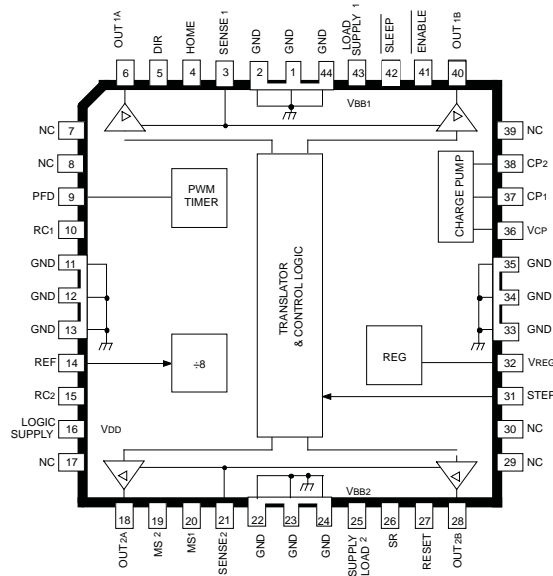 OUT1A
DIR
HOME
SENSE 1
GND
GND
GND
LOAD
SUPPLY 1
SLEEP
ENABLE
OUT1B
6
5
4
3
2
1
44
43
42
41
40
VBB1
NC 7
NC 8
PFD 9
RC1 10
GND 11
GND 12
GND 13
REF 14
RC2 15
LOGIC
SUPPLY 16
NC 17
PWM
TIMER
÷8
VDD
TRANSLATOR
& CONTROL LOGIC
CHARGE PUMP
REG
39 NC
38 CP2
37 CP1
36 VCP
35 GND
34 GND
33 GND
32 VREG
31 STEP
30 NC
29 NC
VBB2
18
19
20
21
22
23
24
25
26
27
28
OUT2A
MS 2
MS1
SENSE2
GND
GND
GND
SUPPLY
LOAD 2
SR
RESET
OUT2B